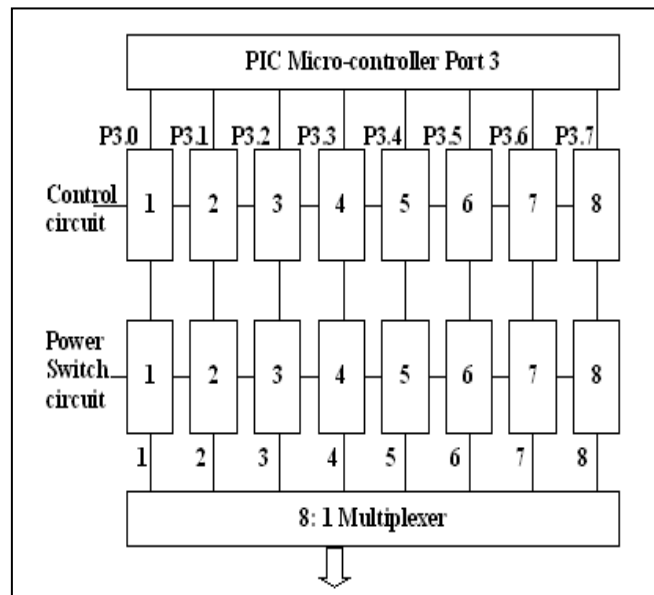 PIC Micro-controller Port 3
P3.0 P3.1 P3.2 P3.3 P3.4 P3.5 P3.6 P3.7
Control
circuit
1 2 3 4 5 6 7 8
Power
Switch
circuit
1 2 3 4 5 6 7 8
1 2 3 4 5 6 7 8
8: 1 Multiplexer